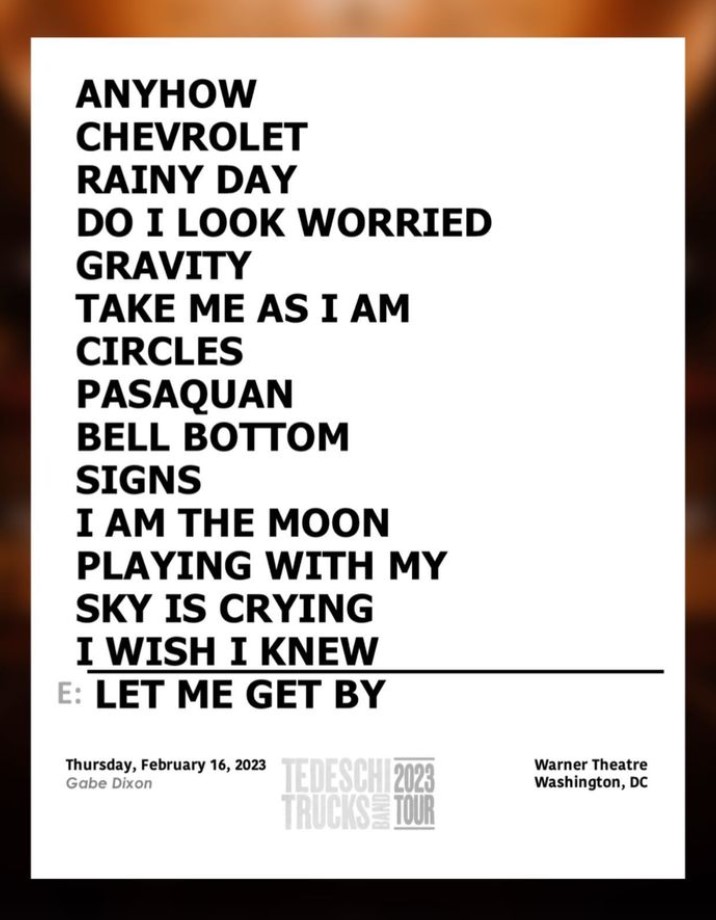 ANYHOW
CHEVROLET
RAINY DAY
DO I LOOK WORRIED
GRAVITY
TAKE ME AS I AM
CIRCLES
PASAQUAN
BELL BOTTOM
SIGNS
I AM THE MOON
PLAYING WITH MY
SKY IS CRYING
I WISH I KNEW
E: LET ME GET BY
Thursday, February 16, 2023
Gabe Dixon
TEDESCHI
TRUCKS BAND
2023
TOUR
Warner Theatre
Washington, DC